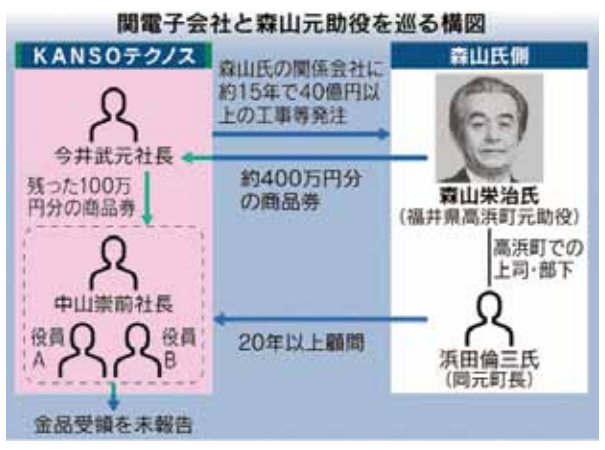 関電子会社と森山元助役を巡る構図
KANSOテクノス
今井武元社長
残った100万
円分の商品券
中山崇前社長
役員
A
役員
B
金品受領を未報告
森山氏の関係会社に
約15年で40億円以
上の工事等発注
約400万円分
の商品券
20年以上顧問
森山氏側
森山栄治氏
(福井県高浜町元助役)
高浜町での
上司・部下
浜田倫三氏
(同元町長)